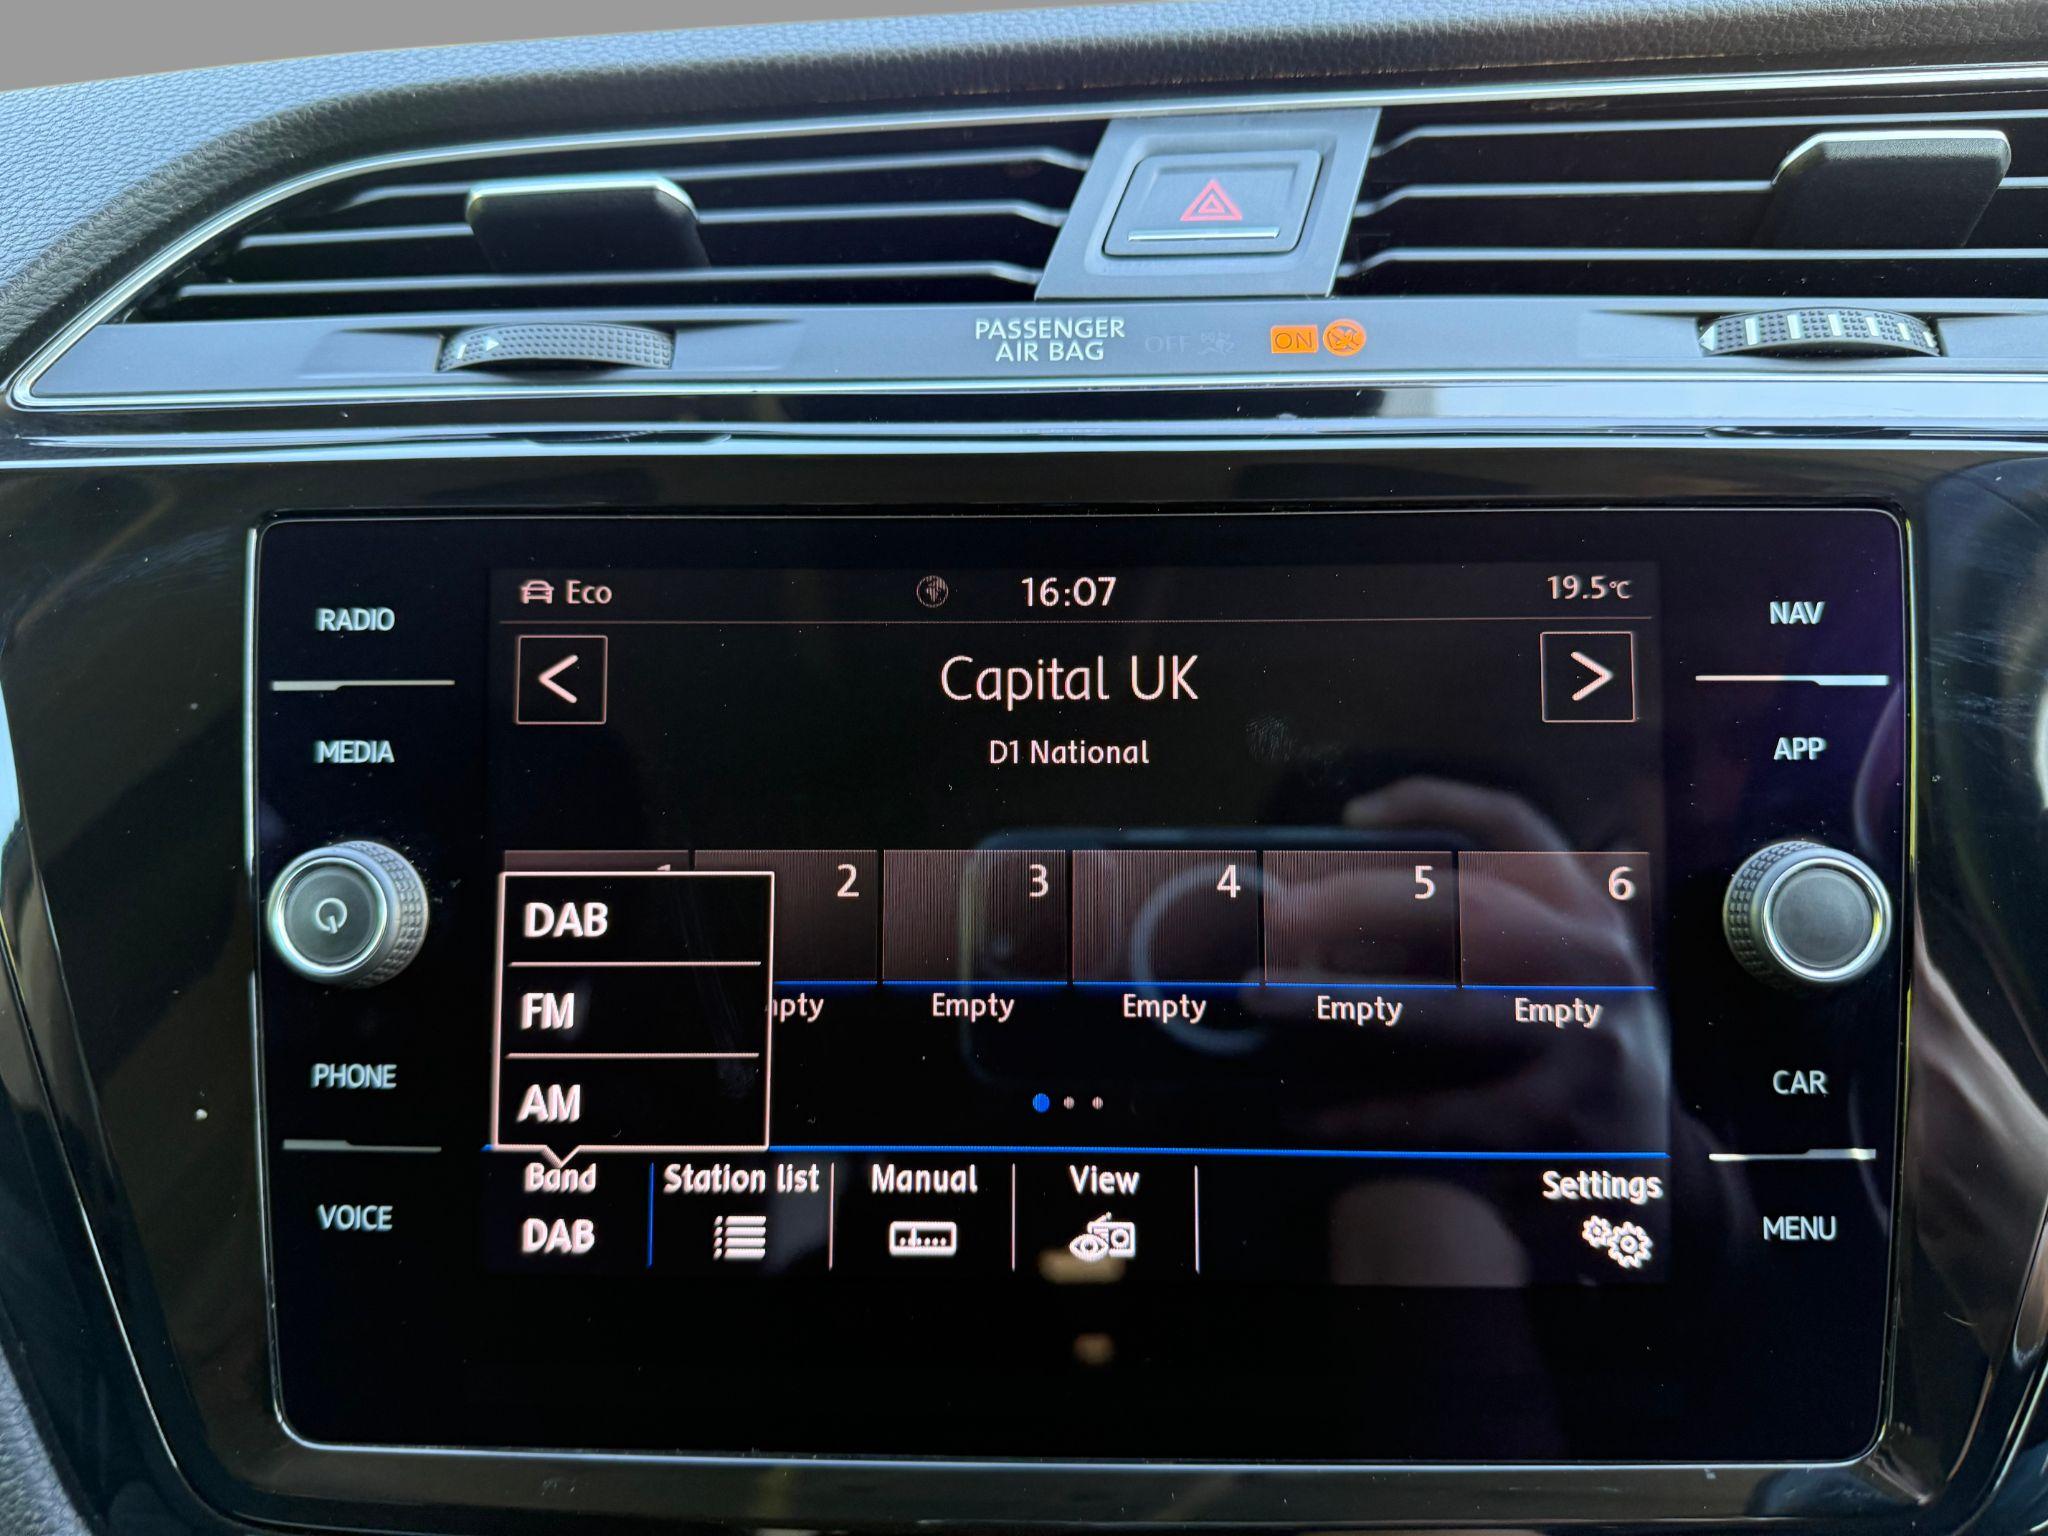 PASSENGER
AIR BAG
OFF
ON
RADIO
MEDIA
PHONE
VOICE
Eco
16:07
19.5°C
<
Capital UK
>
D1 National
2
3
4
5
6
DAB
FM
AM
Empty
Empty
Empty
Empty
Band
DAB
Station list
Manual
View
Settings
NAV
APP
CAR
MENU